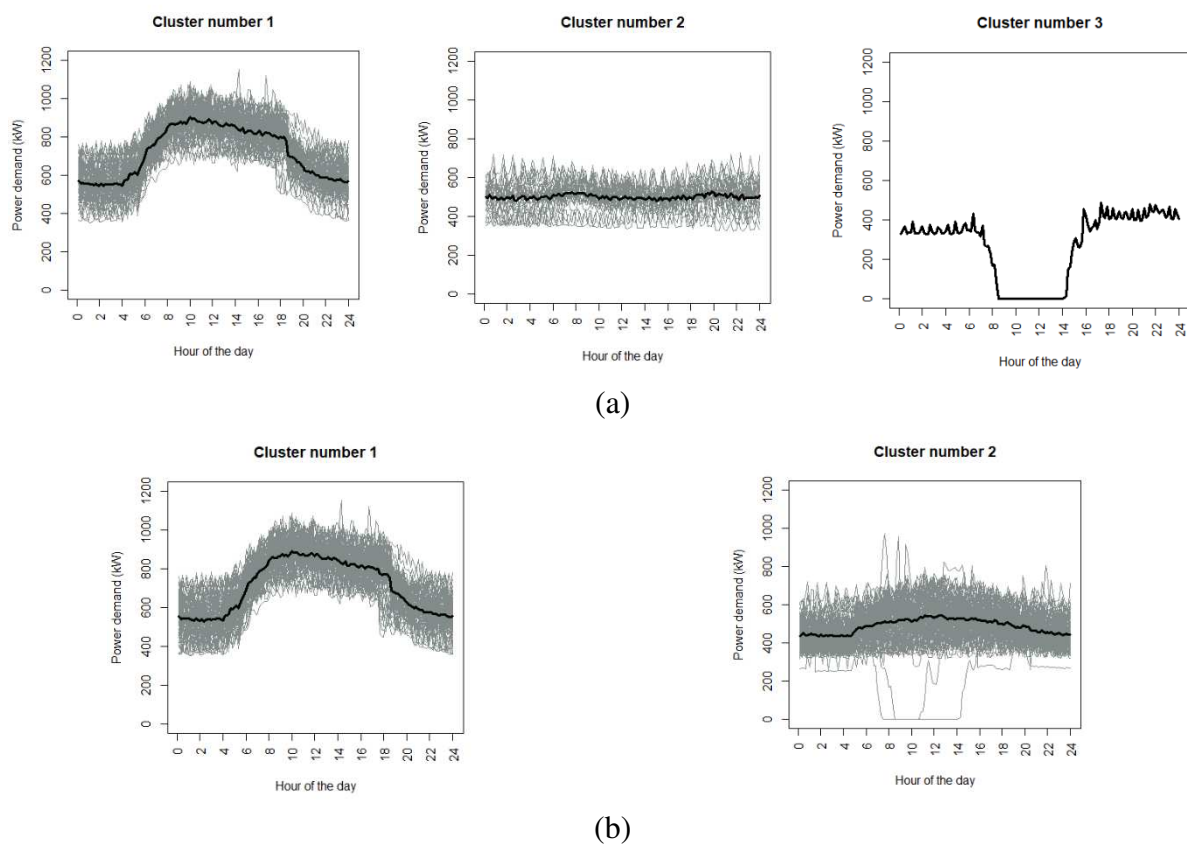 Cluster number 1
Power demand (kW)
0 200 400 600 800 1000 1200
0 2 4 6 8 10 12 14 16 18 20 22 24
Hour of the day
Cluster number 2
Power demand (kW)
0 200 400 600 800 1000 1200
0 2 4 6 8 10 12 14 16 18 20 22 24
Hour of the day
Cluster number 3
Power demand (kW)
0 200 400 600 800 1000 1200
0 2 4 6 8 10 12 14 16 18 20 22 24
Hour of the day
(a)
Cluster number 1
Power demand (kW)
0 200 400 600 800 1000 1200
0 2 4 6 8 10 12 14 16 18 20 22 24
Hour of the day
Cluster number 2
Power demand (kW)
0 200 400 600 800 1000 1200
0 2 4 6 8 10 12 14 16 18 20 22 24
Hour of the day
(b)